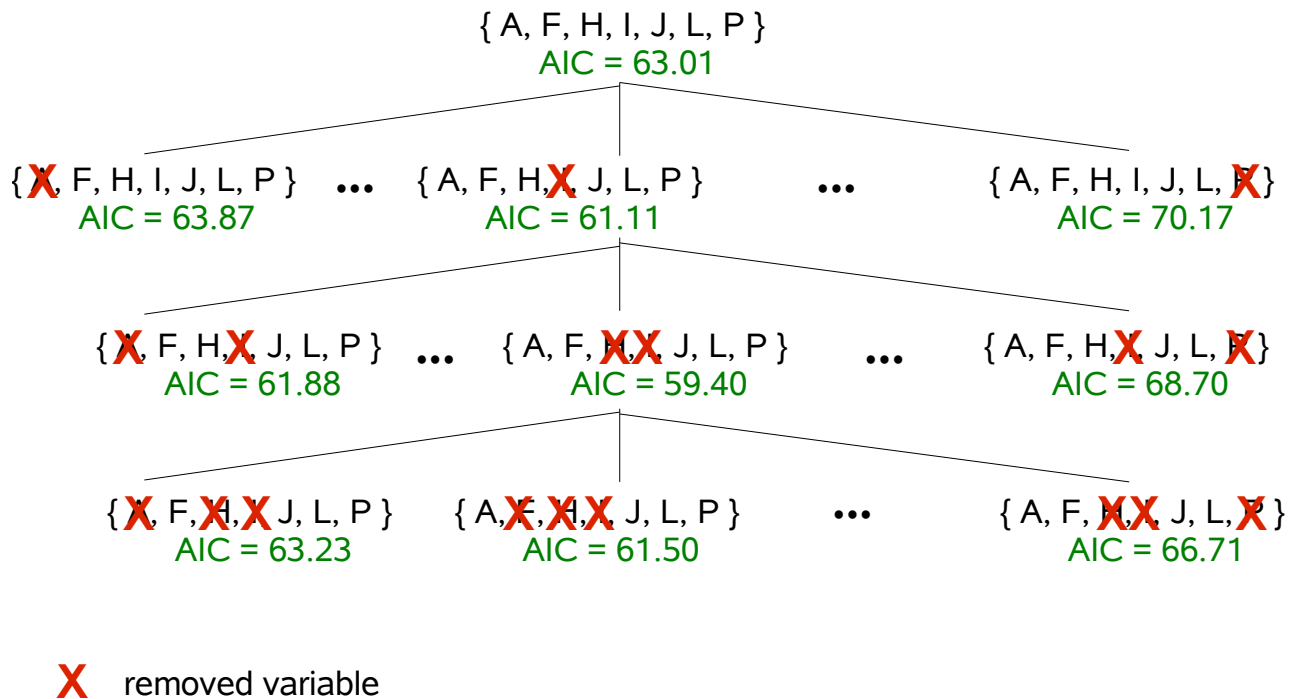 { A, F, H, I, J, L, P }
AIC = 63.01
{ A, F, H, I, J, L, P } ... { A, F, H, I, J, L, P } ... { A, F, H, I, J, L, P }
AIC = 63.87 AIC = 61.11 AIC = 70.17
{ A, F, H, I, J, L, P } ... { A, F, H, I, J, L, P } ... { A, F, H, I, J, L, P }
AIC = 61.88 AIC = 59.40 AIC = 68.70
{ A, F, H, I, J, L, P } { A, F, H, I, J, L, P } ... { A, F, H, I, J, L, P }
AIC = 63.23 AIC = 61.50 AIC = 66.71
X removed variable